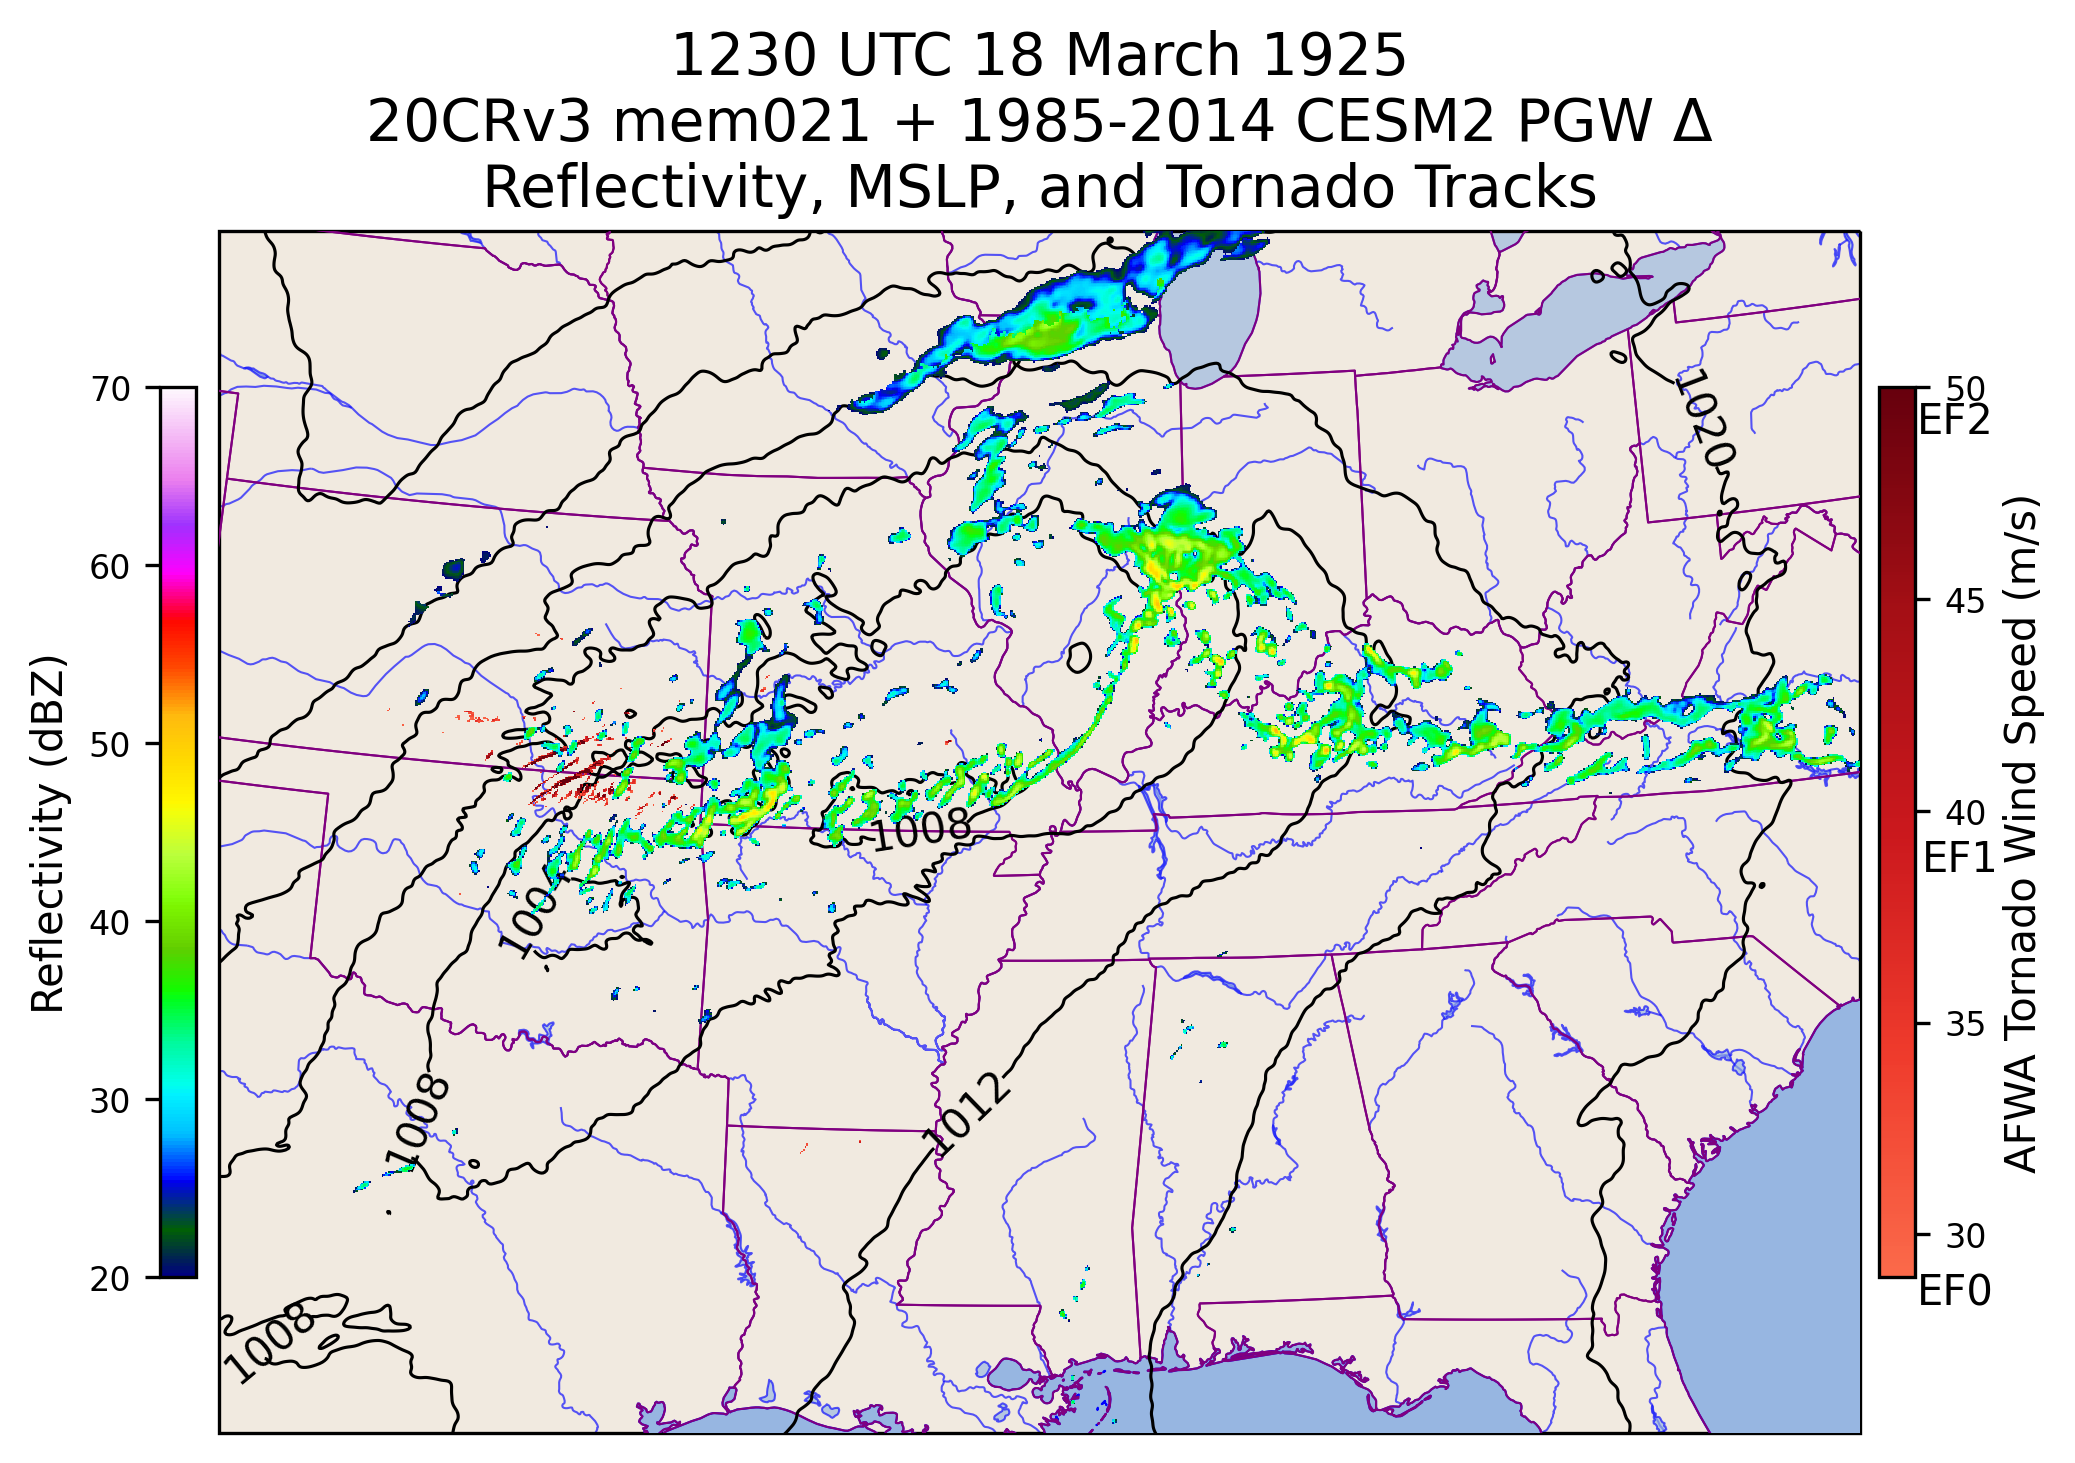 1230 UTC 18 March 1925
20CRv3 mem021 + 1985-2014 CESM2 PGW Δ
Reflectivity, MSLP, and Tornado Tracks
Reflectivity (dBZ)
70
60
50
40
30
20
1020
1008
1008
1012
1008
50
EF2
45
40
EF1
35
30
EF0
AFWA Tornado Wind Speed (m/s)